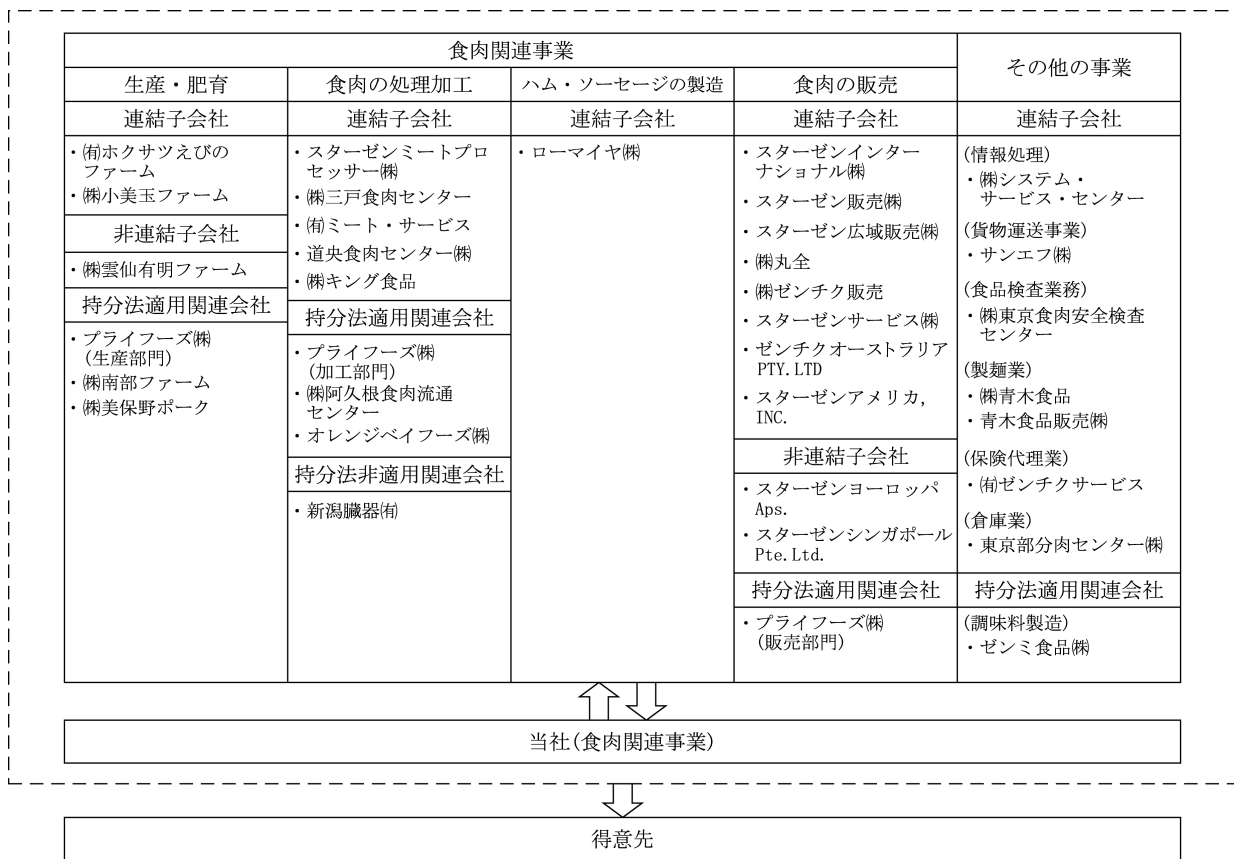 食肉関連事業
その他の事業
生産・肥育
食肉の処理加工
ハム・ソーセージの製造
食肉の販売
連結子会社
・㈲ホクサツえびの
ファーム
・㈱小美玉ファーム
非連結子会社
・㈱雲仙有明ファーム
持分法適用関連会社
・プライフーズ㈱
(生産部門)
・㈱南部ファーム
・㈱美保野ポーク
連結子会社
・スターゼンミートプロ
セッサー㈱
・㈱三戸食肉センター
・㈲ミート・サービス
・道央食肉センター㈱
・㈱キング食品
持分法適用関連会社
・プライフーズ㈱
(加工部門)
・㈱阿久根食肉流通
センター
・オレンジベイフーズ㈱
持分法非適用関連会社
・新潟臓器㈲
連結子会社
・ローマイヤ㈱
連結子会社
・スターゼンインター
ナショナル㈱
・スターゼン販売㈱
・スターゼン広域販売㈱
・㈱丸全
・㈱ゼンチク販売
・スターゼンサービス㈱
・ゼンチクオーストラリア
PTY.LTD
・スターゼンアメリカ,
INC.
非連結子会社
・スターゼンヨーロッパ
Aps.
・スターゼンシンガポール
Pte.Ltd.
持分法適用関連会社
・プライフーズ㈱
(販売部門)
連結子会社
(情報処理)
・㈱システム・
サービス・センター
(貨物運送事業)
・サンエフ㈱
(食品検査業務)
・㈱東京食肉安全検査
センター
(製麺業)
・㈱青木食品
・青木食品販売㈱
(保険代理業)
・㈲ゼンチクサービス
(倉庫業)
・東京部分肉センター㈱
持分法適用関連会社
(調味料製造)
・ゼンミ食品㈱
当社(食肉関連事業)
得意先